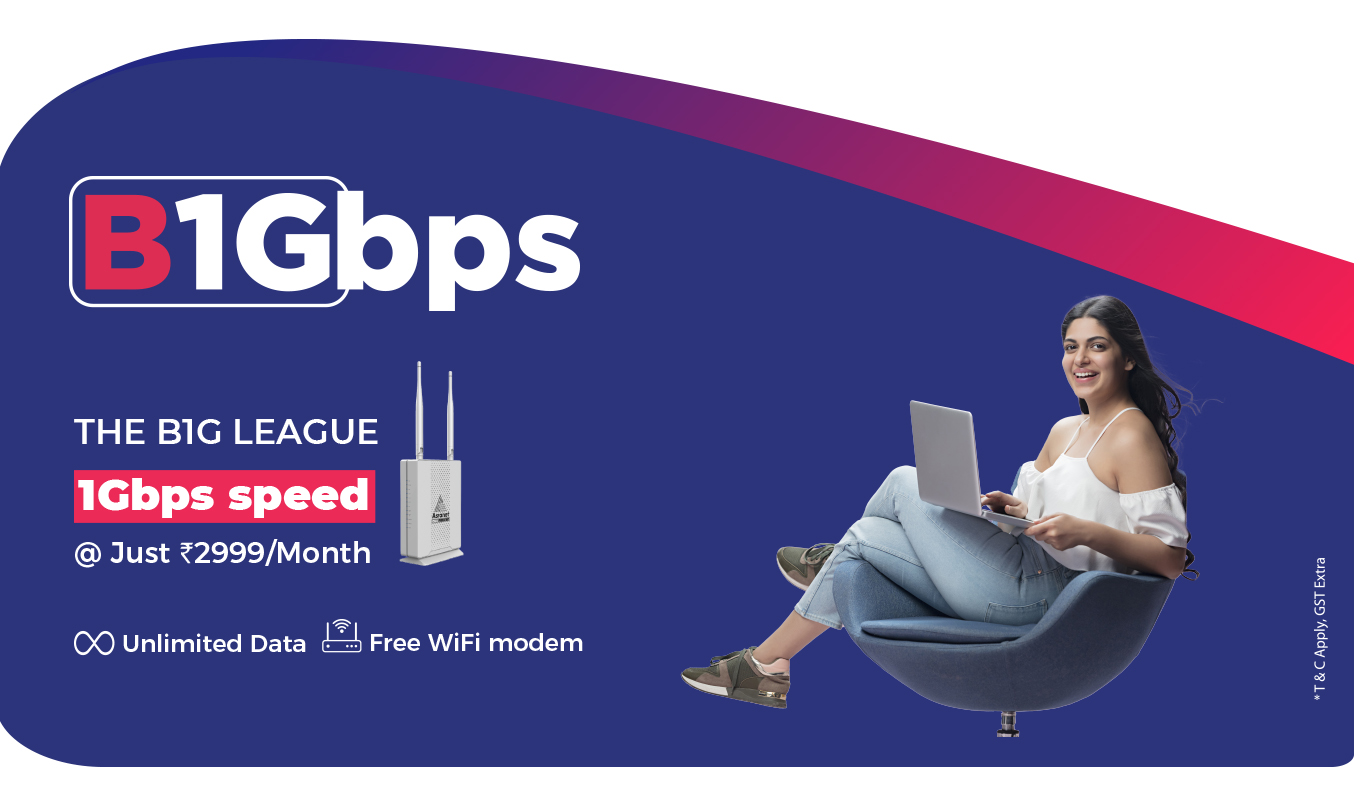 B1Gbps
THE B1G LEAGUE
1Gbps speed
@ Just ₹2999/Month
Unlimited Data
Free WiFi modem
*T & C Apply, GST Extra